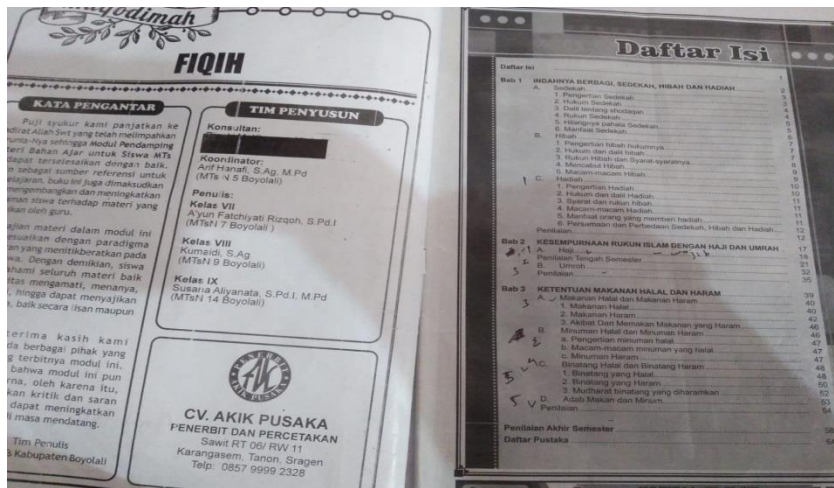 FIQIH
KATA PENGANTAR
Puji syukur kami panjatkan ke
Allah Swt yang telah melimpahkan
sehingga Modul Pendamping
Bahan Ajar untuk Siswa MTs
dapat terselesaikan dengan baik.
sebagai sumber referensi untuk
buku ini juga dimaksudkan
mengembangkan dan meningkatkan
siswa terhadap materi yang
oleh guru.
materi dalam modul ini
dengan paradigma
yang menitikberatkan pada
Dengan demikian, siswa
seluruh materi baik
mengamati, menanya,
hingga dapat menyajikan
baik secara lisan maupun
terima kasih kami
berbagai pihak yang
terbitnya modul ini.
bahwa modul ini pun
oleh karena itu,
kritik dan saran
dapat meningkatkan
di masa mendatang.
Tim Penulis
Kabupaten Boyolali
TIM PENYUSUN
Konsultan:
Koordinator:
Arif Hanafi, S.Ag, M.Pd
(MTs N 5 Boyolali)
Penulis:
Kelas VII
A'yun Fatchiyati Rizqoh, S.Pd.I
(MTsN 7 Boyolali )
Kelas VIII
Kumaidi, S.Ag
(MTsN 9 Boyolali)
Kelas IX
Susana Aliyanata, S.Pd.I, M.Pd
(MTsN 14 Boyolali)
PENERBIT
AKIK PUSAKA
CV. AKIK PUSAKA
PENERBIT DAN PERCETAKAN
Sawit RT 06/ RW 11
Karangasem, Tanon, Sragen
Telp: 0857 9999 2328
Daftar Isi
Daftar Isi
Bab 1 INDAHNYA BERBAGI, SEDEKAH, HIBAH DAN HADIAH
A. Sedekah
1. Pengertian Sedekah
2. Hukum Sedekah
3. Dalil tentang shodaqah
4. Rukun Sedekah
5. Hilangnya pahala Sedekah
6. Manfaat Sedekah
B. Hibah
1. Pengertian hibah hukumnya
2. Hukum dan dalil hibah
3. Rukun Hibah dan Syarat-syaratnya
4. Mencabut Hibah
5. Macam-macam Hibah
C. Hadiah
1. Pengertian Hadiah
2. Hukum dan dalil Hadiah
3. Syarat dan rukun hibah
4. Macam-macam Hadiah
5. Manfaat orang yang memberi hadiah
6. Persamaan dan Perbedaan Sedekah, Hibah dan Hadiah
Penilaian
Bab 2 KESEMPURNAAN RUKUN ISLAM DENGAN HAJI DAN UMRAH
A. Haji
Penilaian Tengah Semester
B. Umroh
Penilaian
Bab 3 KETENTUAN MAKANAN HALAL DAN HARAM
A. Makanan Halal dan Makanan Haram
1. Makanan Halal
2. Makanan Haram
3. Akibat Dari Memakan Makanan yang Haram
B. Minuman Halal dan Minuman Haram
a. Pengertian minuman halal
b. Macam-macam minuman yang halal
c. Minuman Haram
C. Binatang Halal dan Binatang Haram
1. Binatang yang Halal
2. Binatang yang Haram
3. Mudharat binatang yang diharamkan
D. Adab Makan dan Minum
Penilaian
Penilaian Akhir Semester
Daftar Pustaka